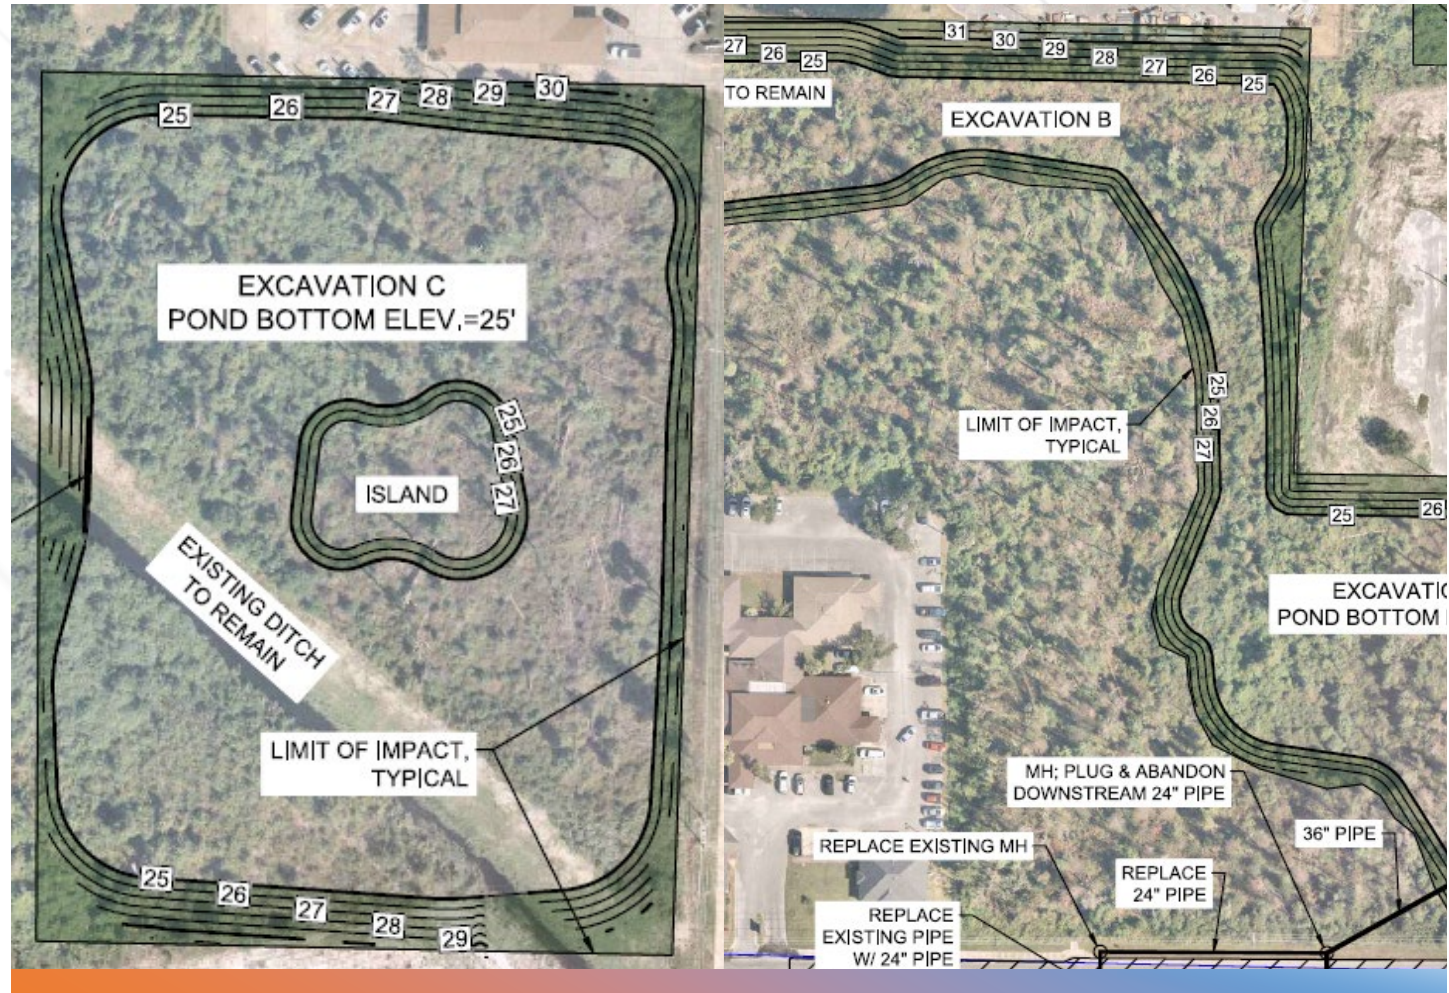 25
26
27
28
29
30
EXCAVATION C
POND BOTTOM ELEV.=25'
25
26
27
ISLAND
EXISTING DITCH
TO REMAIN
LIMIT OF IMPACT,
TYPICAL
25
26
27
28
29
27
26
25
TO REMAIN
31
30
29
28
27
26
25
EXCAVATION B
LIMIT OF IMPACT,
TYPICAL
25
26
27
25
26
EXCAVATIO
POND BOTTOM
MH; PLUG & ABANDON
DOWNSTREAM 24" PIPE
36" PIPE
REPLACE EXISTING MH
REPLACE
24" PIPE
REPLACE
EXISTING PIPE
W/ 24" PIPE